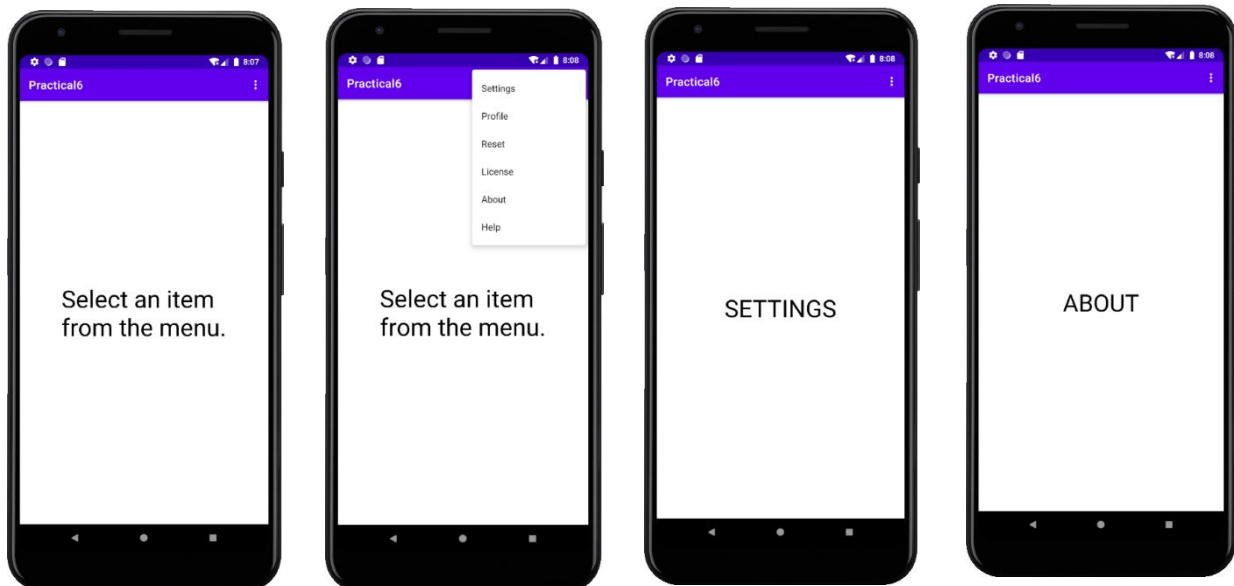 8:07
Practical6
Select an item
from the menu.
8:08
Practical6
Settings
Profile
Reset
License
About
Help
Select an item
from the menu.
8:08
Practical6
SETTINGS
8:08
Practical6
ABOUT